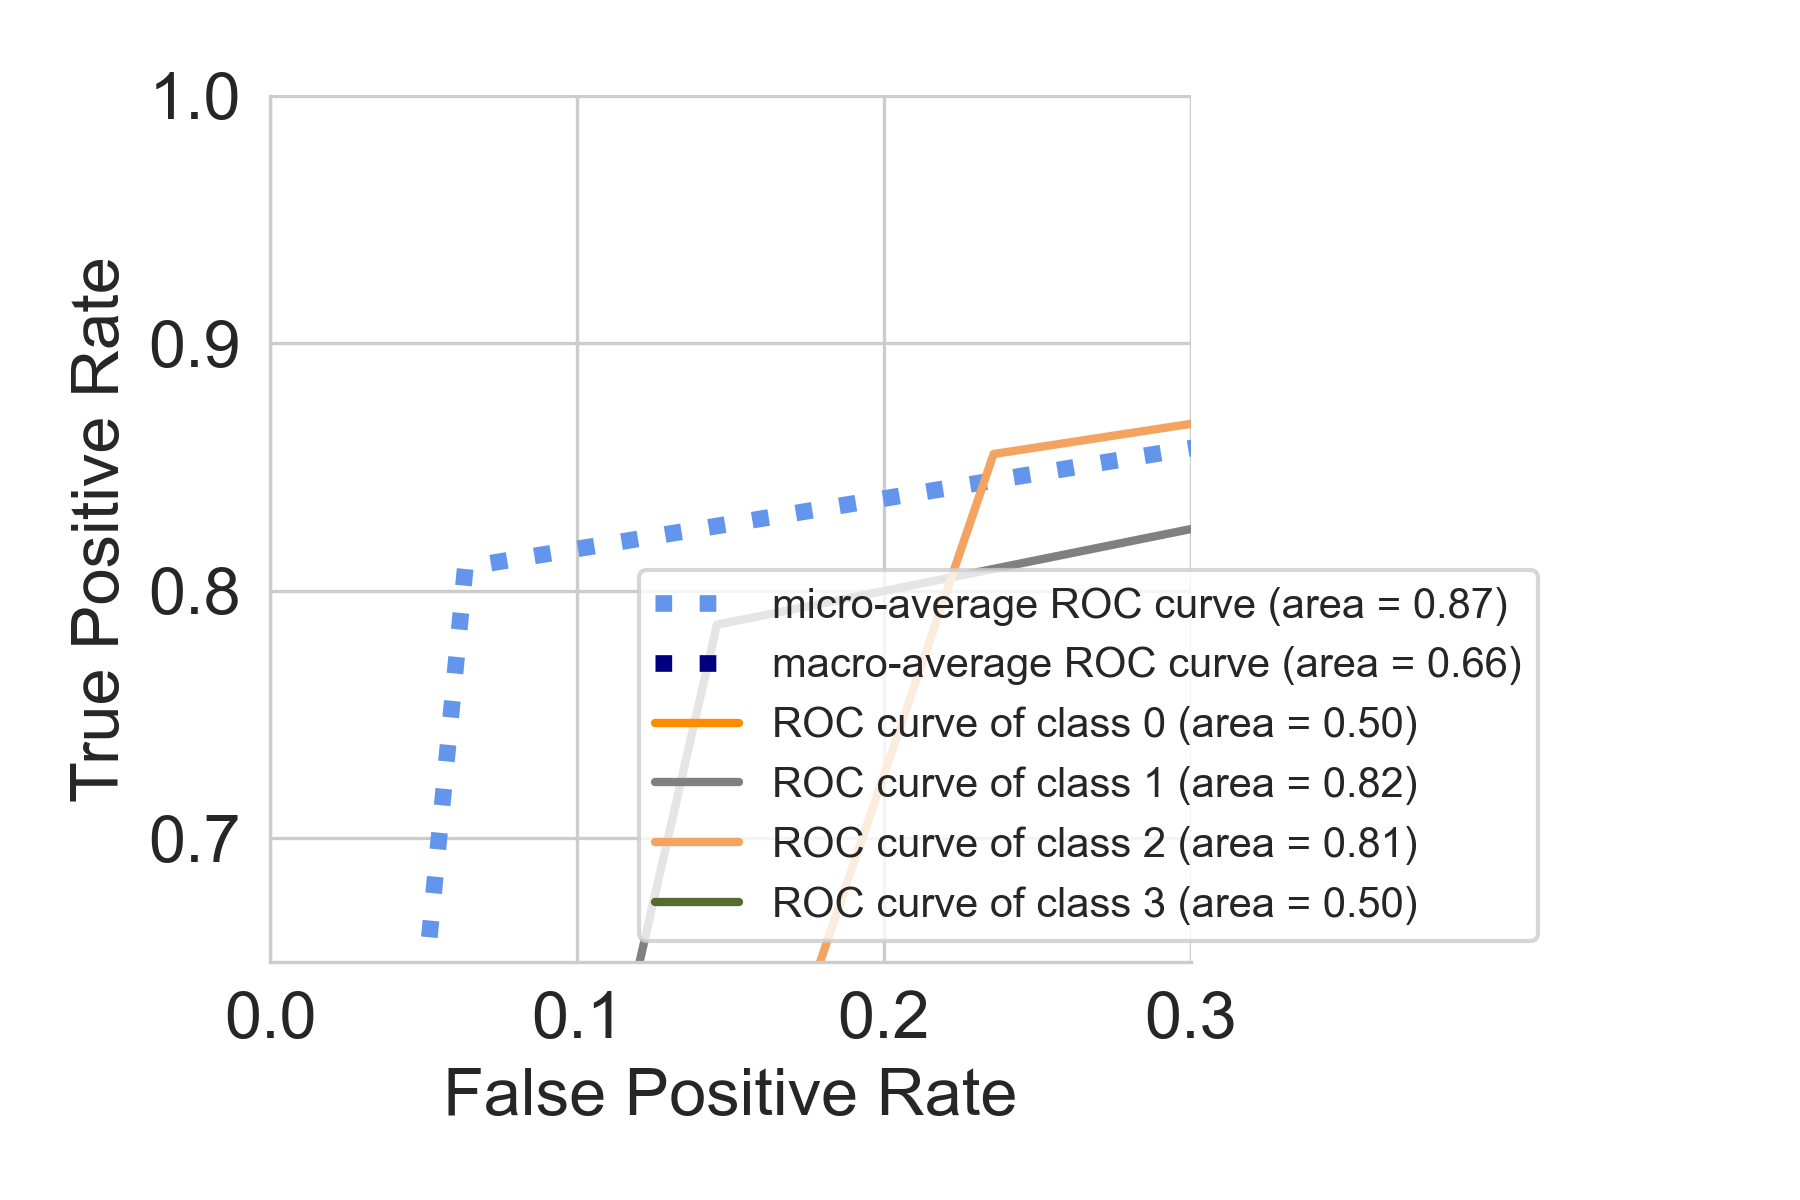 1.0
0.9
0.8
0.7
True Positive Rate
micro-average ROC curve (area = 0.87)
macro-average ROC curve (area = 0.66)
ROC curve of class 0 (area = 0.50)
ROC curve of class 1 (area = 0.82)
ROC curve of class 2 (area = 0.81)
ROC curve of class 3 (area = 0.50)
0.0 0.1 0.2 0.3
False Positive Rate